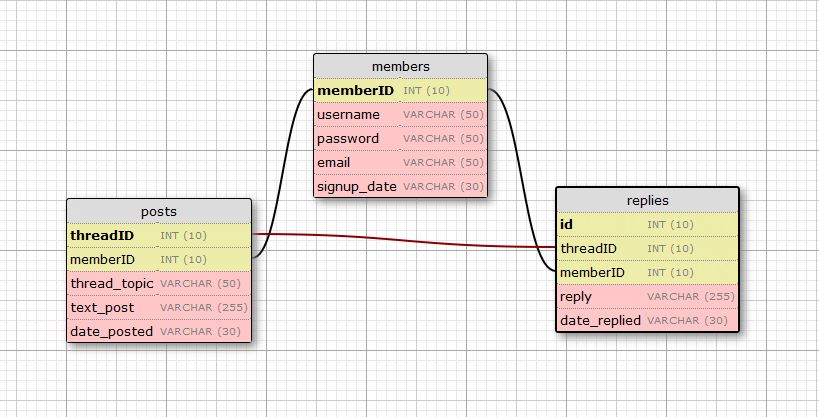 members
memberID INT (10)
username VARCHAR (50)
password VARCHAR (50)
email VARCHAR (50)
signup_date VARCHAR (30)
posts
threadID INT (10)
memberID INT (10)
thread_topic VARCHAR (50)
text_post VARCHAR (255)
date_posted VARCHAR (30)
replies
id INT (10)
threadID INT (10)
memberID INT (10)
reply VARCHAR (255)
date_replied VARCHAR (30)